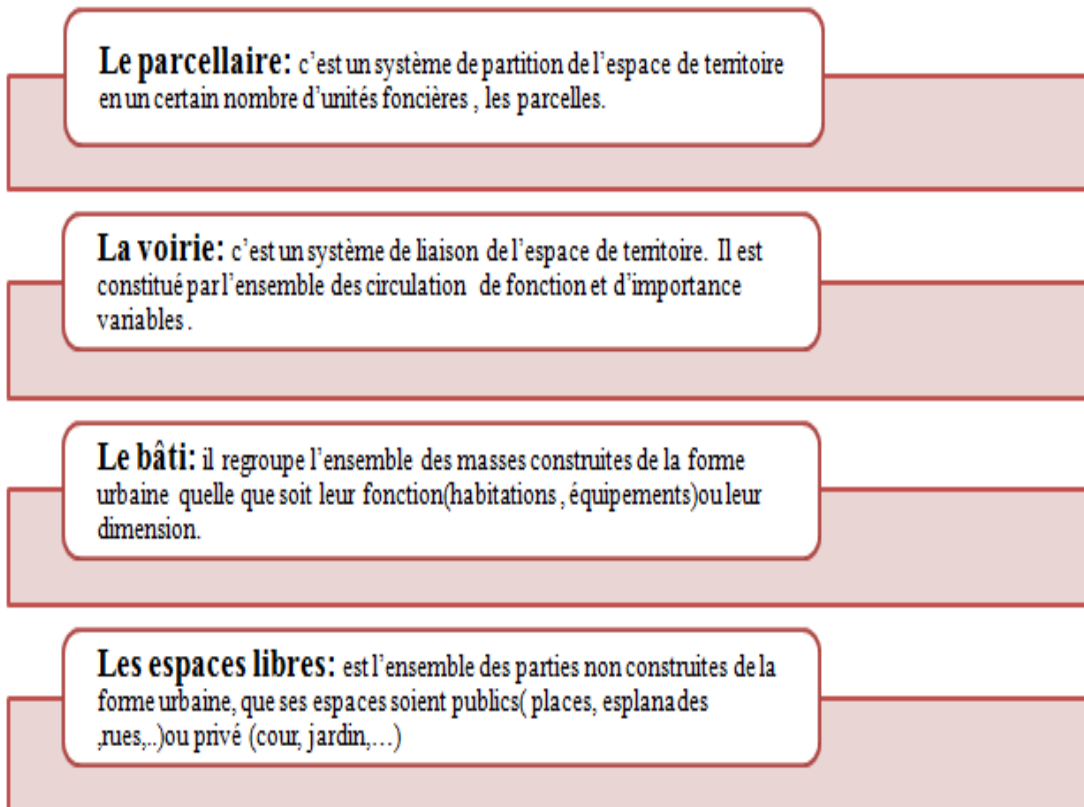 Le parcellaire: c’est un système de partition de l’espace de territoire
en un certain nombre d’unités foncières , les parcelles.
La voirie: c’est un système de liaison de l’espace de territoire. Il est
constitué par l’ensemble des circulation de fonction et d’importance
variables .
Le bâti: il regroupe l’ensemble des masses construites de la forme
urbaine quelle que soit leur fonction(habitations , équipements)ou leur
dimension.
Les espaces libres: est l’ensemble des parties non construites de la
forme urbaine, que ses espaces soient publics( places, esplanades
,rues,..)ou privé (cour, jardin,…)